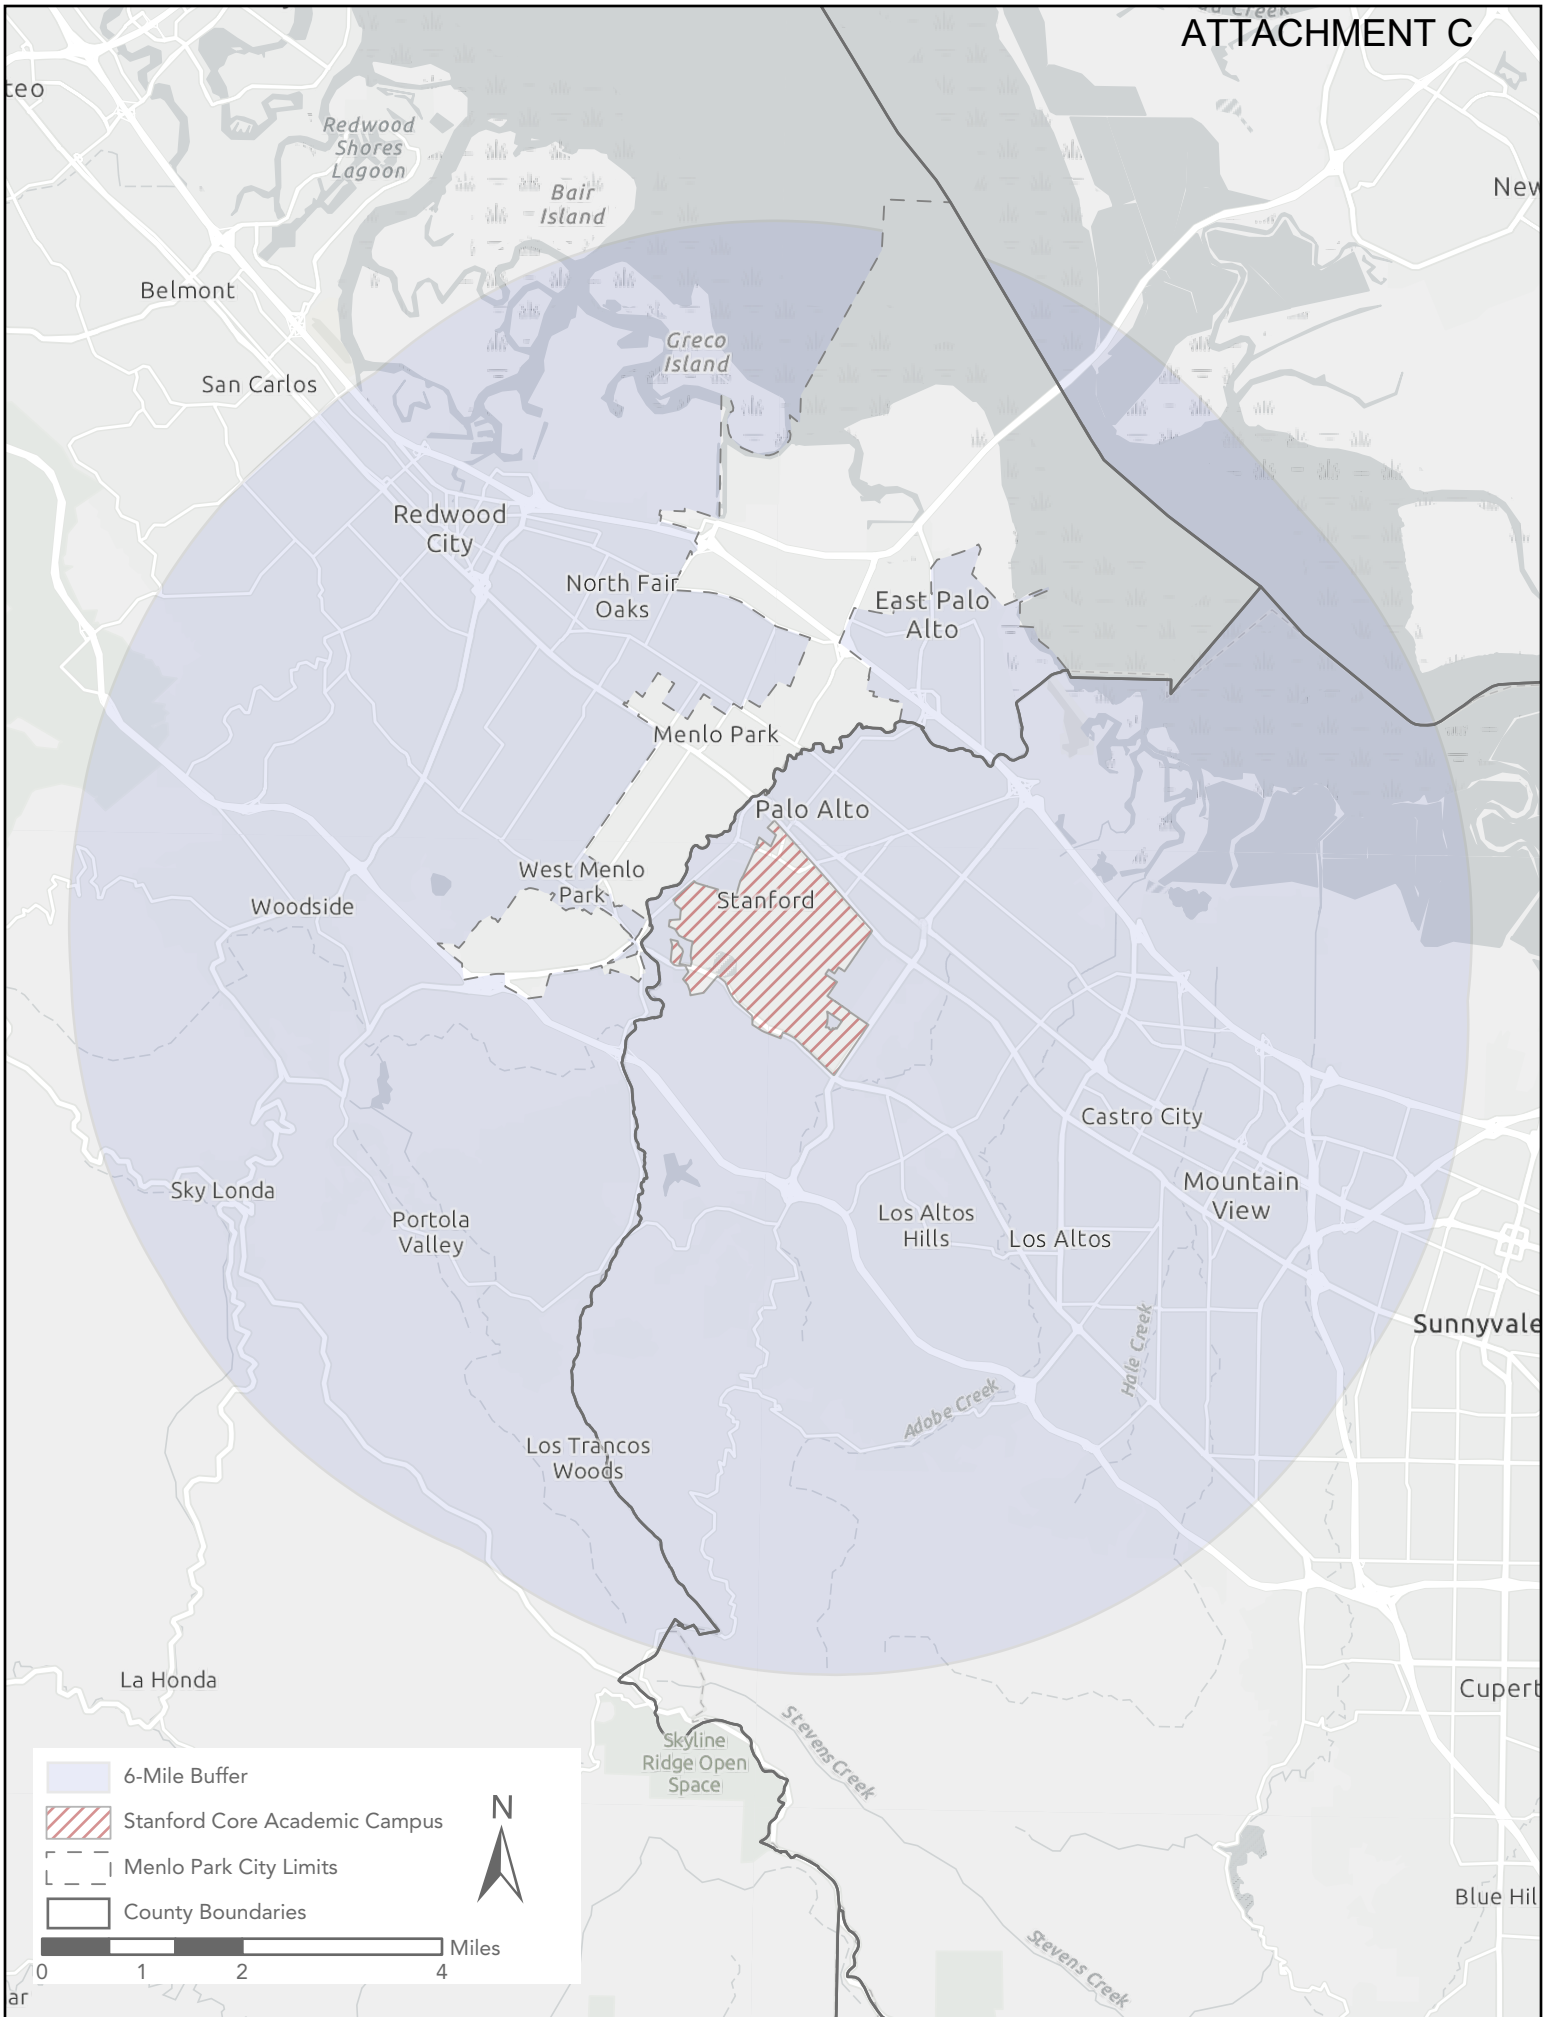 ATTACHMENT C
teo
Redwood
Shores
Lagoon
Bair
Island
New
Belmont
Greco
Island
San Carlos
Redwood
City
North Fair
Oaks
East Palo
Alto
Menlo Park
Palo Alto
West Menlo
Park
Stanford
Woodside
Castro City
Sky Londa
Mountain
View
Portola
Valley
Los Altos
Hills
Los Altos
Hale Creek
Sunnyvale
Adobe Creek
Los Trancos
Woods
La Honda
Cupert
Skyline
Ridge Open
Space
Stevens Creek
Blue Hil
Stevens Creek
6-Mile Buffer
Stanford Core Academic Campus
Menlo Park City Limits
County Boundaries
N
Miles
0 1 2 4
ar